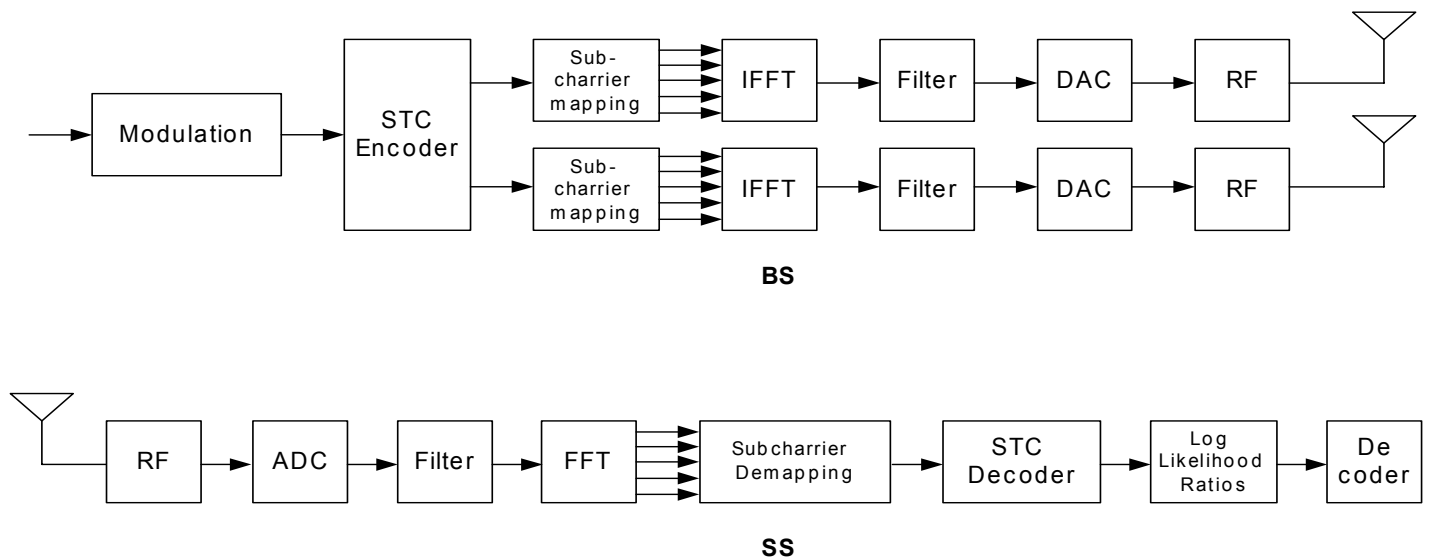 Modulation
STC
Encoder
Sub-
charrier
mapping
IFFT
Filter
DAC
RF
Sub-
charrier
mapping
IFFT
Filter
DAC
RF
BS
RF
ADC
Filter
FFT
Subcharrier
Demapping
STC
Decoder
Log
Likelihood
Ratios
De
coder
SS